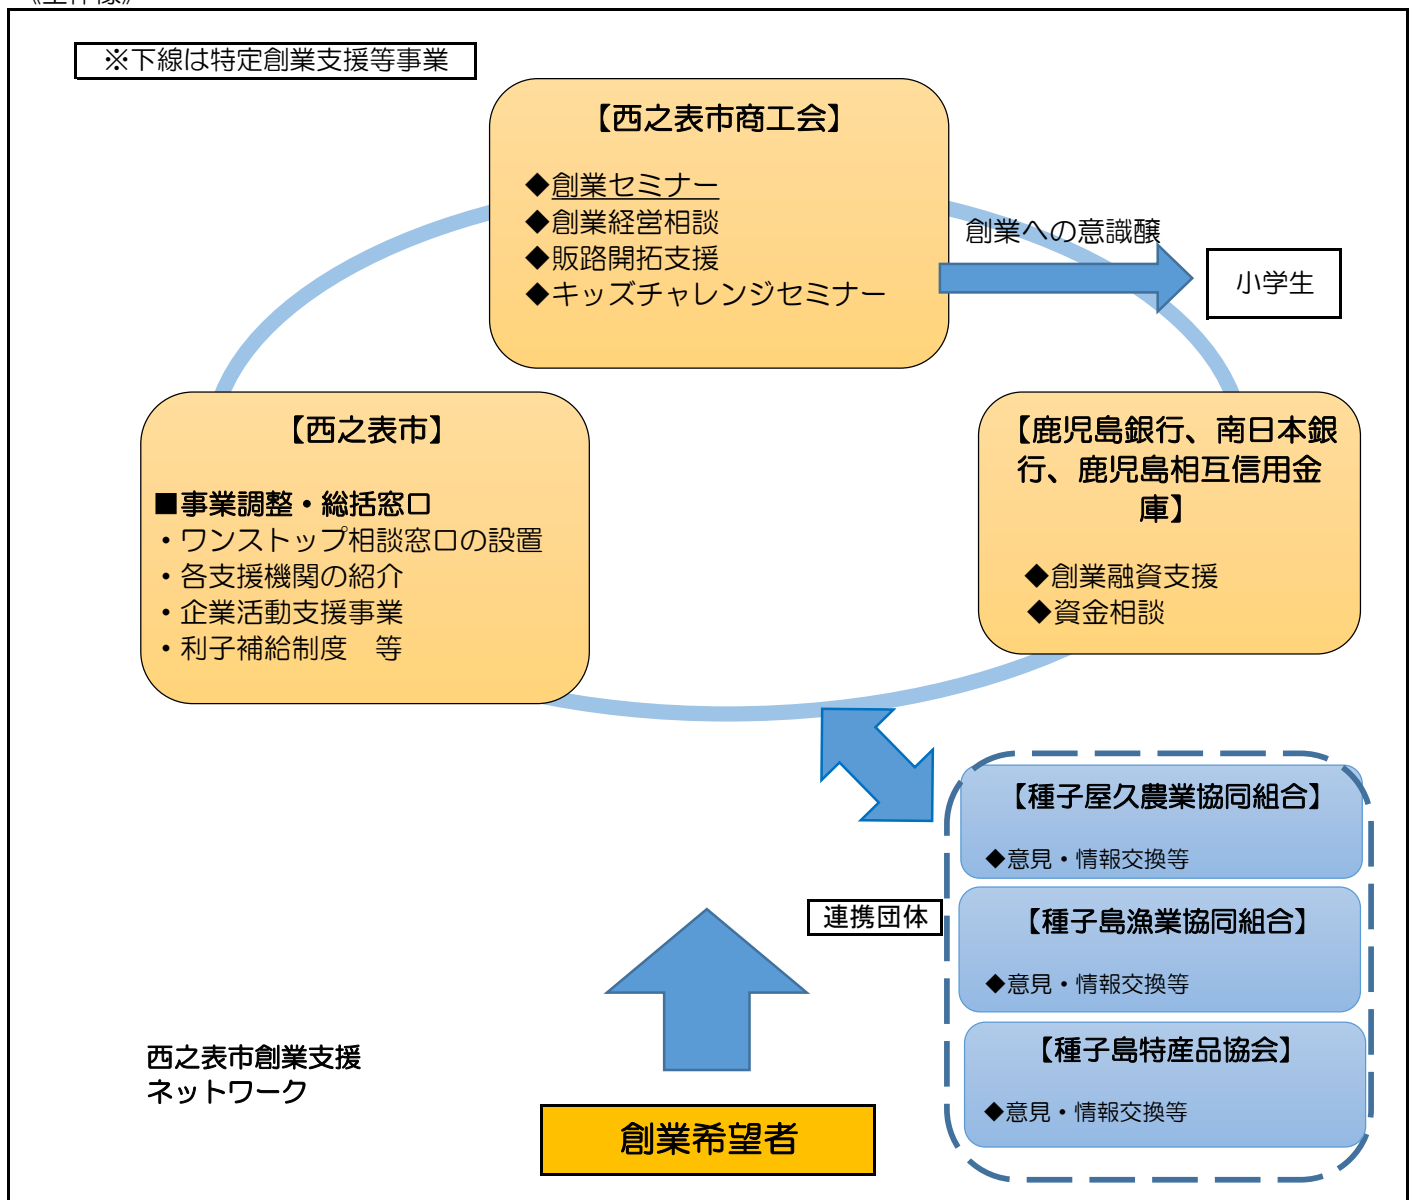 ※下線は特定創業支援等事業
【西之表市商工会】
◆創業セミナー
◆創業経営相談
◆販路開拓支援
◆キッズチャレンジセミナー
創業への意識醸
小学生
【西之表市】
■事業調整・総括窓口
・ワンストップ相談窓口の設置
・各支援機関の紹介
・企業活動支援事業
・利子補給制度　等
【鹿児島銀行、南日本銀
行、鹿児島相互信用金
庫】
◆創業融資支援
◆資金相談
【種子屋久農業協同組合】
◆意見・情報交換等
連携団体
【種子島漁業協同組合】
◆意見・情報交換等
【種子島特産品協会】
◆意見・情報交換等
西之表市創業支援
ネットワーク
創業希望者